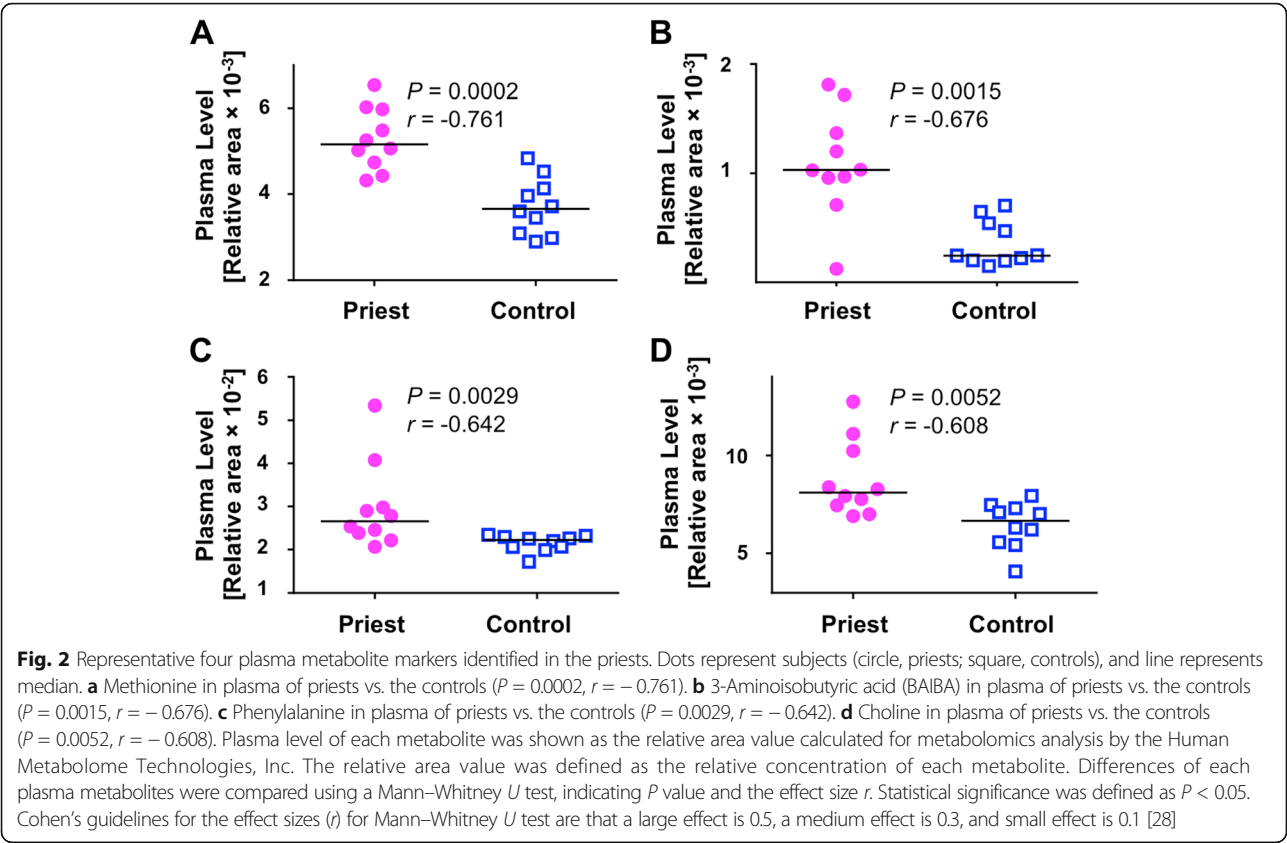 A
Plasma Level
[Relative area × 10-3]
6
4
2
P = 0.0002
r = -0.761
Priest
Control
B
Plasma Level
[Relative area × 10-3]
2
1
P = 0.0015
r = -0.676
Priest
Control
C
Plasma Level
[Relative area × 10-2]
6
5
4
3
2
1
P = 0.0029
r = -0.642
Priest
Control
D
Plasma Level
[Relative area × 10-3]
10
5
P = 0.0052
r = -0.608
Priest
Control
Fig. 2 Representative four plasma metabolite markers identified in the priests. Dots represent subjects (circle, priests; square, controls), and line represents
median. a Methionine in plasma of priests vs. the controls (P = 0.0002, r = − 0.761). b 3-Aminoisobutyric acid (BAIBA) in plasma of priests vs. the controls
(P = 0.0015, r = − 0.676). c Phenylalanine in plasma of priests vs. the controls (P = 0.0029, r = − 0.642). d Choline in plasma of priests vs. the controls
(P = 0.0052, r = − 0.608). Plasma level of each metabolite was shown as the relative area value calculated for metabolomics analysis by the Human
Metabolome Technologies, Inc. The relative area value was defined as the relative concentration of each metabolite. Differences of each
plasma metabolites were compared using a Mann–Whitney U test, indicating P value and the effect size r. Statistical significance was defined as P < 0.05.
Cohen's guidelines for the effect sizes (r) for Mann–Whitney U test are that a large effect is 0.5, a medium effect is 0.3, and small effect is 0.1 [28]